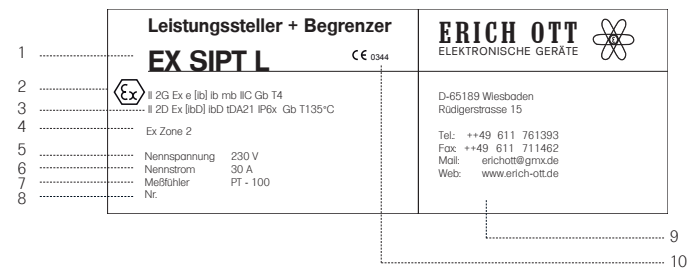 Leistungssteller + Begrenzer
1 EX SIPT L CE 0344
2 Ex II 2G Ex e [ib] ib mb IIC Gb T4
3 II 2D Ex [ibD] ibD tDA21 IP6x Gb T135°C
4 Ex Zone 2
5 Nennspannung 230 V
6 Nennstrom 30 A
7 Meßfühler PT - 100
8 Nr.
ERICH OTT
ELEKTRONISCHE GERÄTE
D-65189 Wiesbaden
Rüdigerstrasse 15
Tel.: ++49 611 761393
Fax: ++49 611 711462
Mail: erichott@gmx.de
Web: www.erich-ott.de
9
10